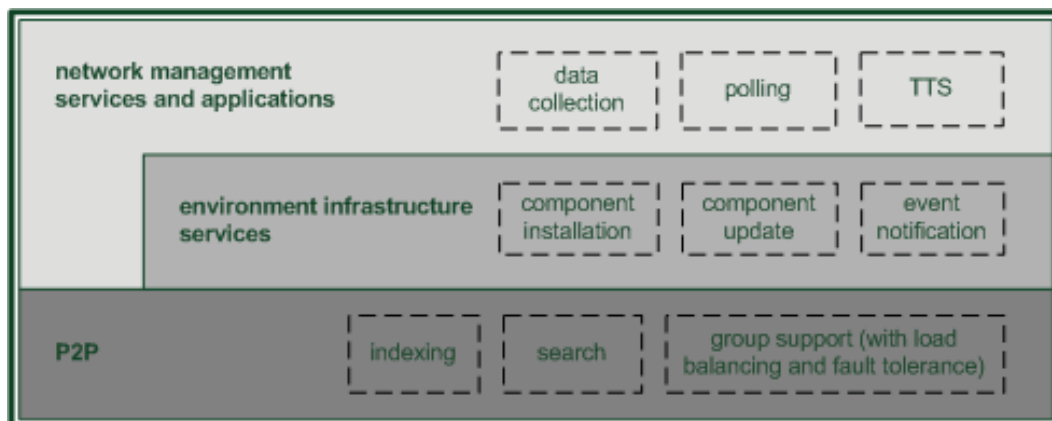 network management
services and applications
data
collection
polling
TTS
environment infrastructure
services
component
installation
component
update
event
notification
P2P
indexing
search
group support (with load
balancing and fault tolerance)